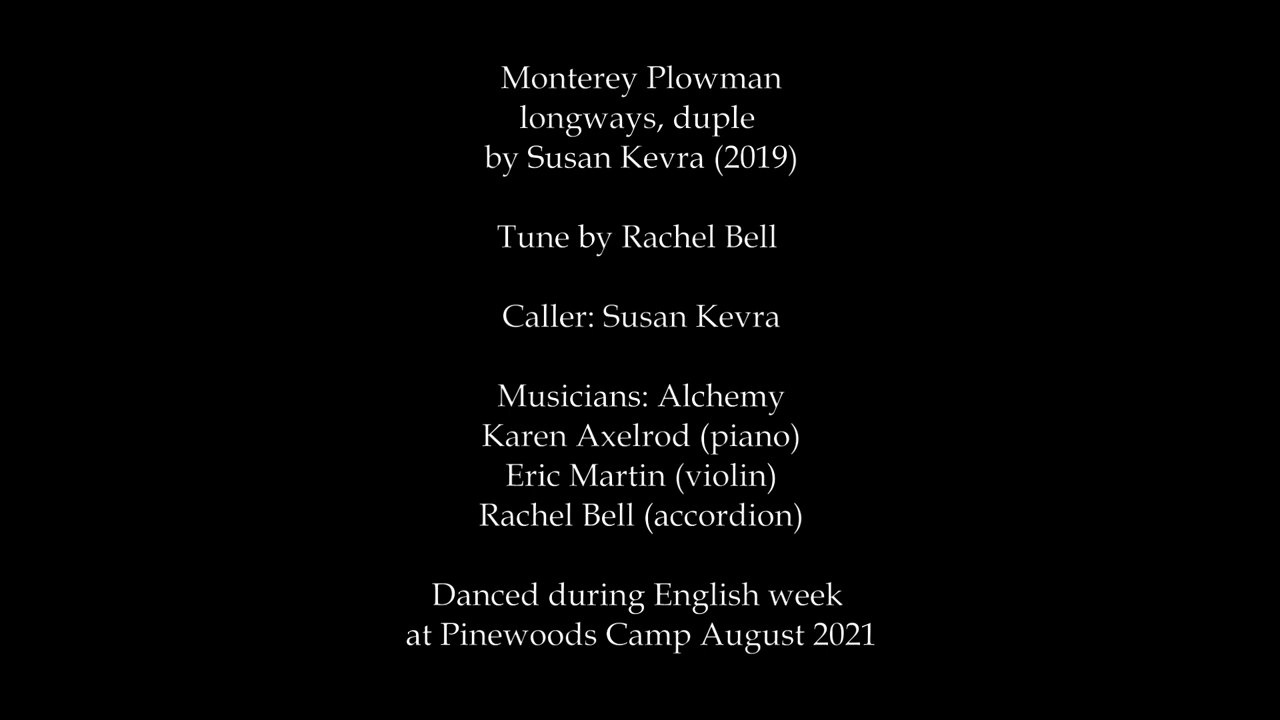 Monterey Plowman
longways, duple
by Susan Kevra (2019)
Tune by Rachel Bell
Caller: Susan Kevra
Musicians: Alchemy
Karen Axelrod (piano)
Eric Martin (violin)
Rachel Bell (accordion)
Danced during English week
at Pinewoods Camp August 2021